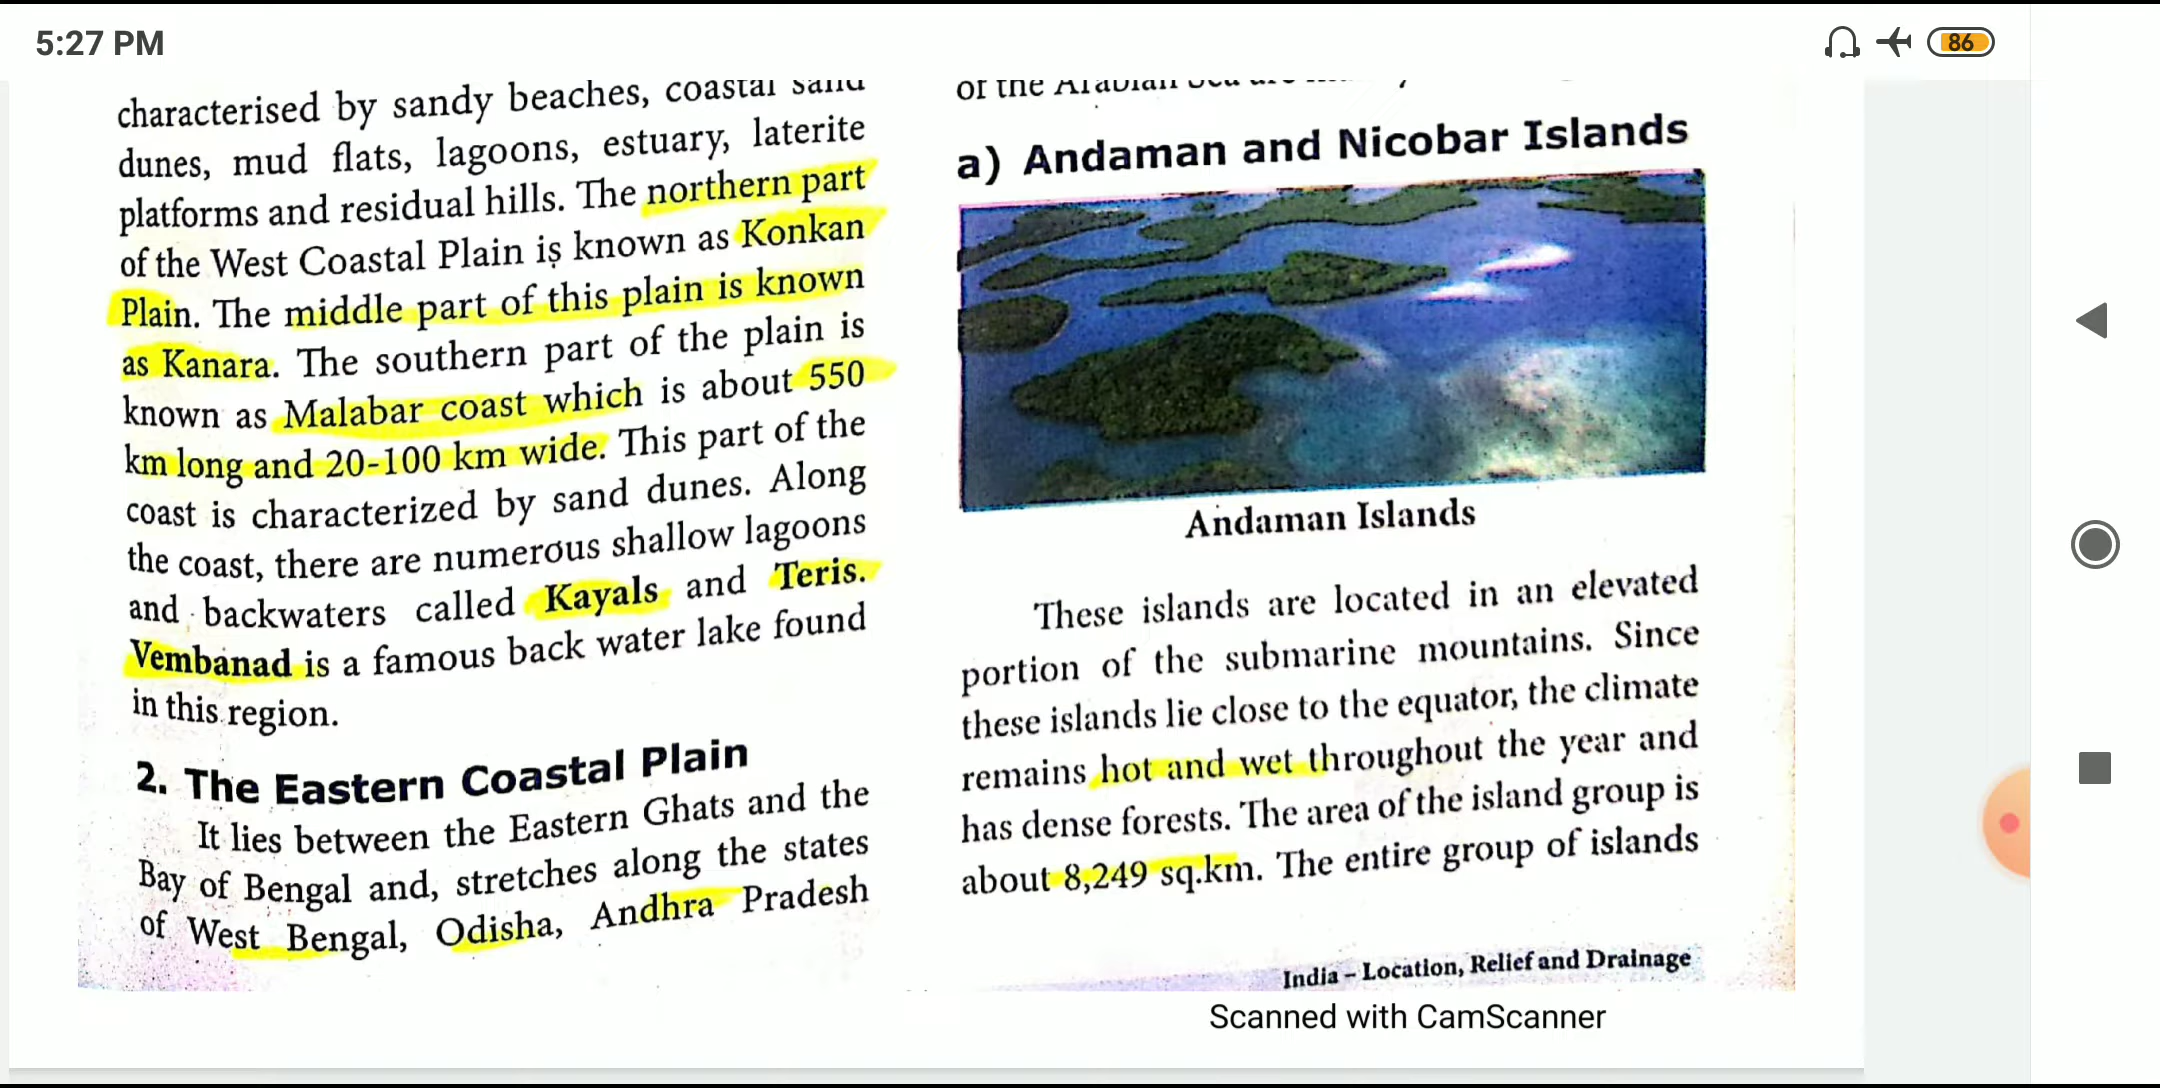 5:27 PM
86
characterised by sandy beaches, coastal sand
dunes, mud flats, lagoons, estuary, laterite
platforms and residual hills. The northern part
of the West Coastal Plain is known as Konkan
Plain. The middle part of this plain is known
as Kanara. The southern part of the plain is
known as Malabar coast which is about 550
km long and 20-100 km wide. This part of the
coast is characterized by sand dunes. Along
the coast, there are numerous shallow lagoons
and backwaters called Kayals and Teris.
Vembanad is a famous back water lake found
in this region.
2. The Eastern Coastal Plain
It lies between the Eastern Ghats and the
Bay of Bengal and, stretches along the states
of West Bengal, Odisha, Andhra Pradesh
of the Arabian Sea
a) Andaman and Nicobar Islands
Andaman Islands
These islands are located in an elevated
portion of the submarine mountains. Since
these islands lie close to the equator, the climate
remains hot and wet throughout the year and
has dense forests. The area of the island group is
about 8,249 sq.km. The entire group of islands
India – Location, Relief and Drainage
Scanned with CamScanner